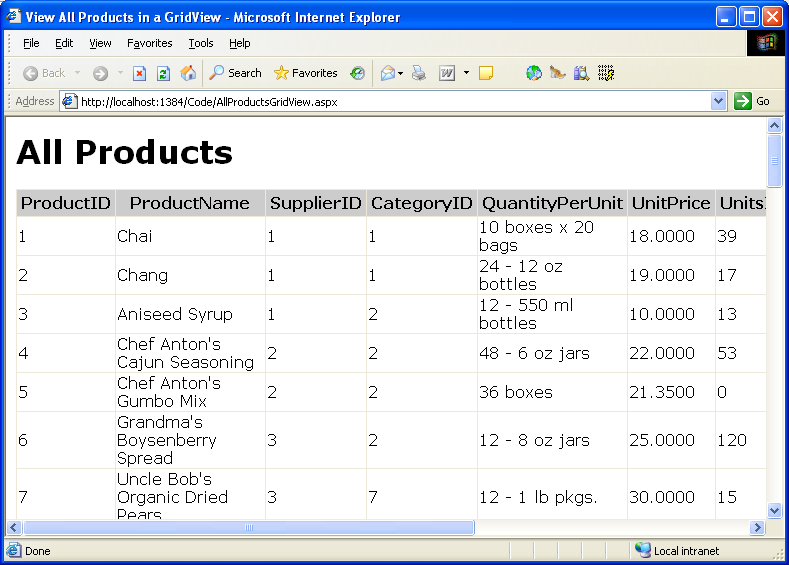 View All Products in a GridView - Microsoft Internet Explorer
File Edit View Favorites Tools Help
Back Search Favorites W
Address http://localhost:1384/Code/AllProductsGridView.aspx Go
All Products
ProductID ProductName SupplierID CategoryID QuantityPerUnit UnitPrice Units
1 Chai 1 1 10 boxes x 20 18.0000 39
bags
2 Chang 1 1 24 - 12 oz 19.0000 17
bottles
3 Aniseed Syrup 1 2 12 - 550 ml 10.0000 13
bottles
4 Chef Anton's 2 2 48 - 6 oz jars 22.0000 53
Cajun Seasoning
5 Chef Anton's 2 2 36 boxes 21.3500 0
Gumbo Mix
6 Grandma's 3 2 12 - 8 oz jars 25.0000 120
Boysenberry
Spread
7 Uncle Bob's 3 7 12 - 1 lb pkgs. 30.0000 15
Organic Dried
Pears
Done Local intranet